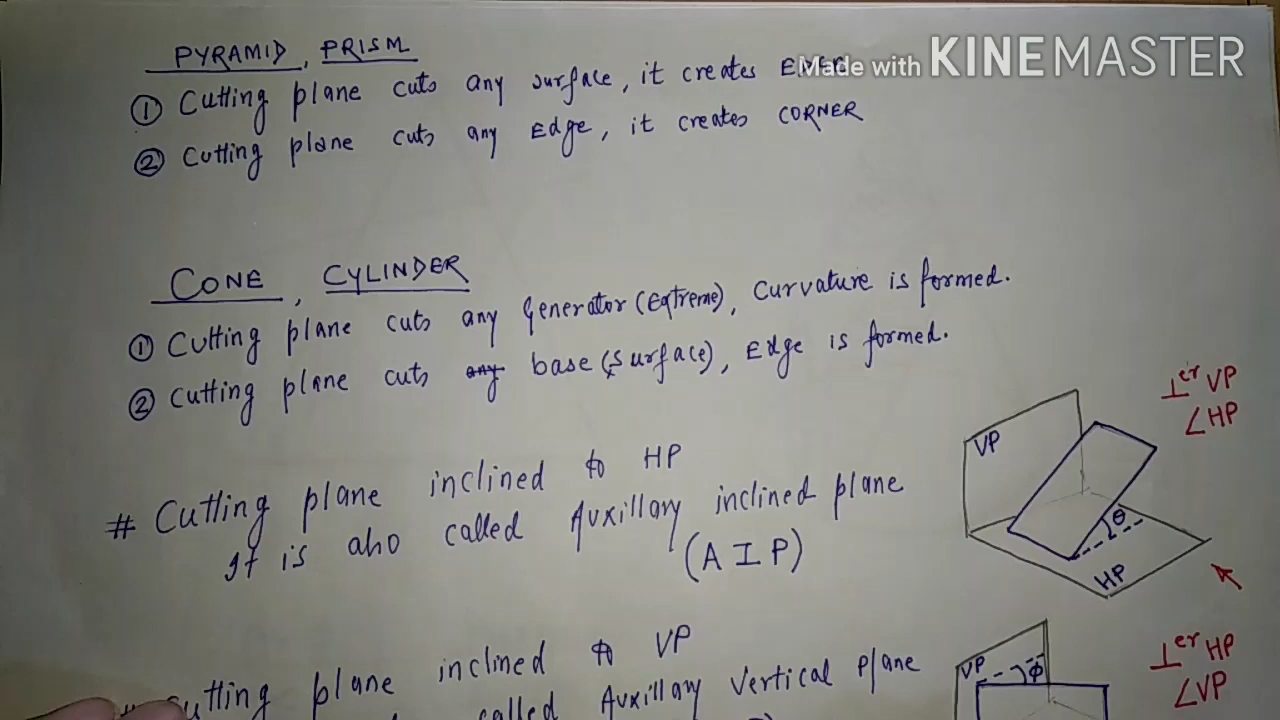 PYRAMID, PRISM
Made with KINEMASTER
① Cutting plane cuts any surface, it creates
② Cutting plane cuts any Edge, it creates CORNER
CONE, CYLINDER
① Cutting plane cuts any Generator (Extreme), Curvature is formed.
② Cutting plane cuts any base (Surface), Edge is formed.
# Cutting plane inclined to HP
It is also called Auxillary inclined plane
(AIP)
⊥er VP
∠HP
VP
θ
HP
# Cutting plane inclined to VP
called Auxillary Vertical Plane
⊥er HP
∠VP
VP
φ